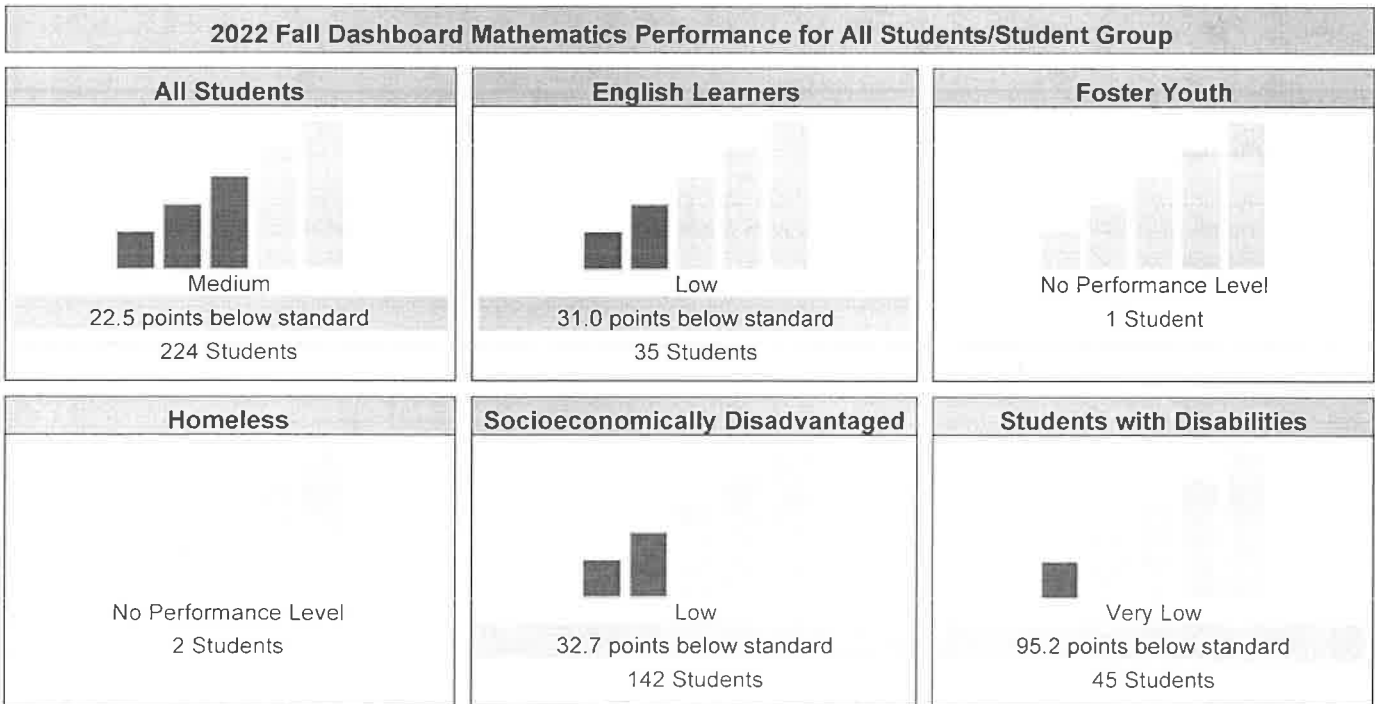 2022 Fall Dashboard Mathematics Performance for All Students/Student Group
All Students
Medium
22.5 points below standard
224 Students
English Learners
Low
31.0 points below standard
35 Students
Foster Youth
No Performance Level
1 Student
Homeless
No Performance Level
2 Students
Socioeconomically Disadvantaged
Low
32.7 points below standard
142 Students
Students with Disabilities
Very Low
95.2 points below standard
45 Students